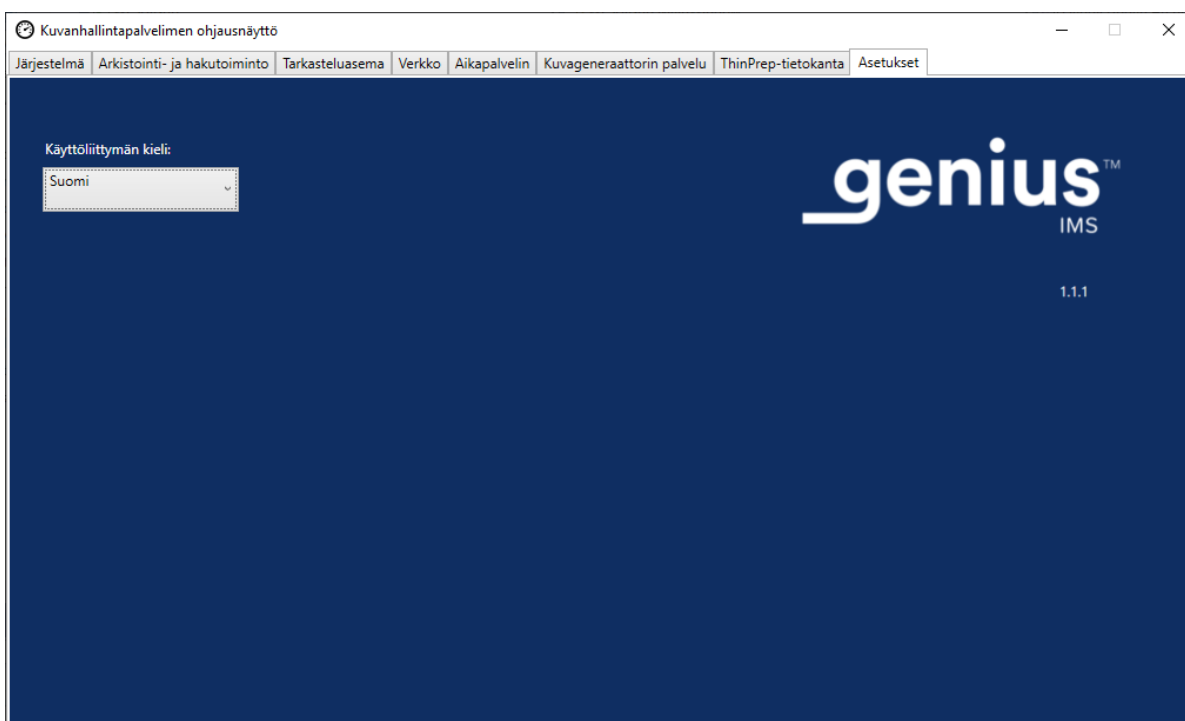 Kuvanhallintapalvelimen ohjausnäyttö
Järjestelmä Arkistointi- ja hakutoiminto Tarkasteluasema Verkko Aikapalvelin Kuvageneraattorin palvelu ThinPrep-tietokanta Asetukset
Käyttöliittymän kieli:
Suomi
genius™
IMS
1.1.1